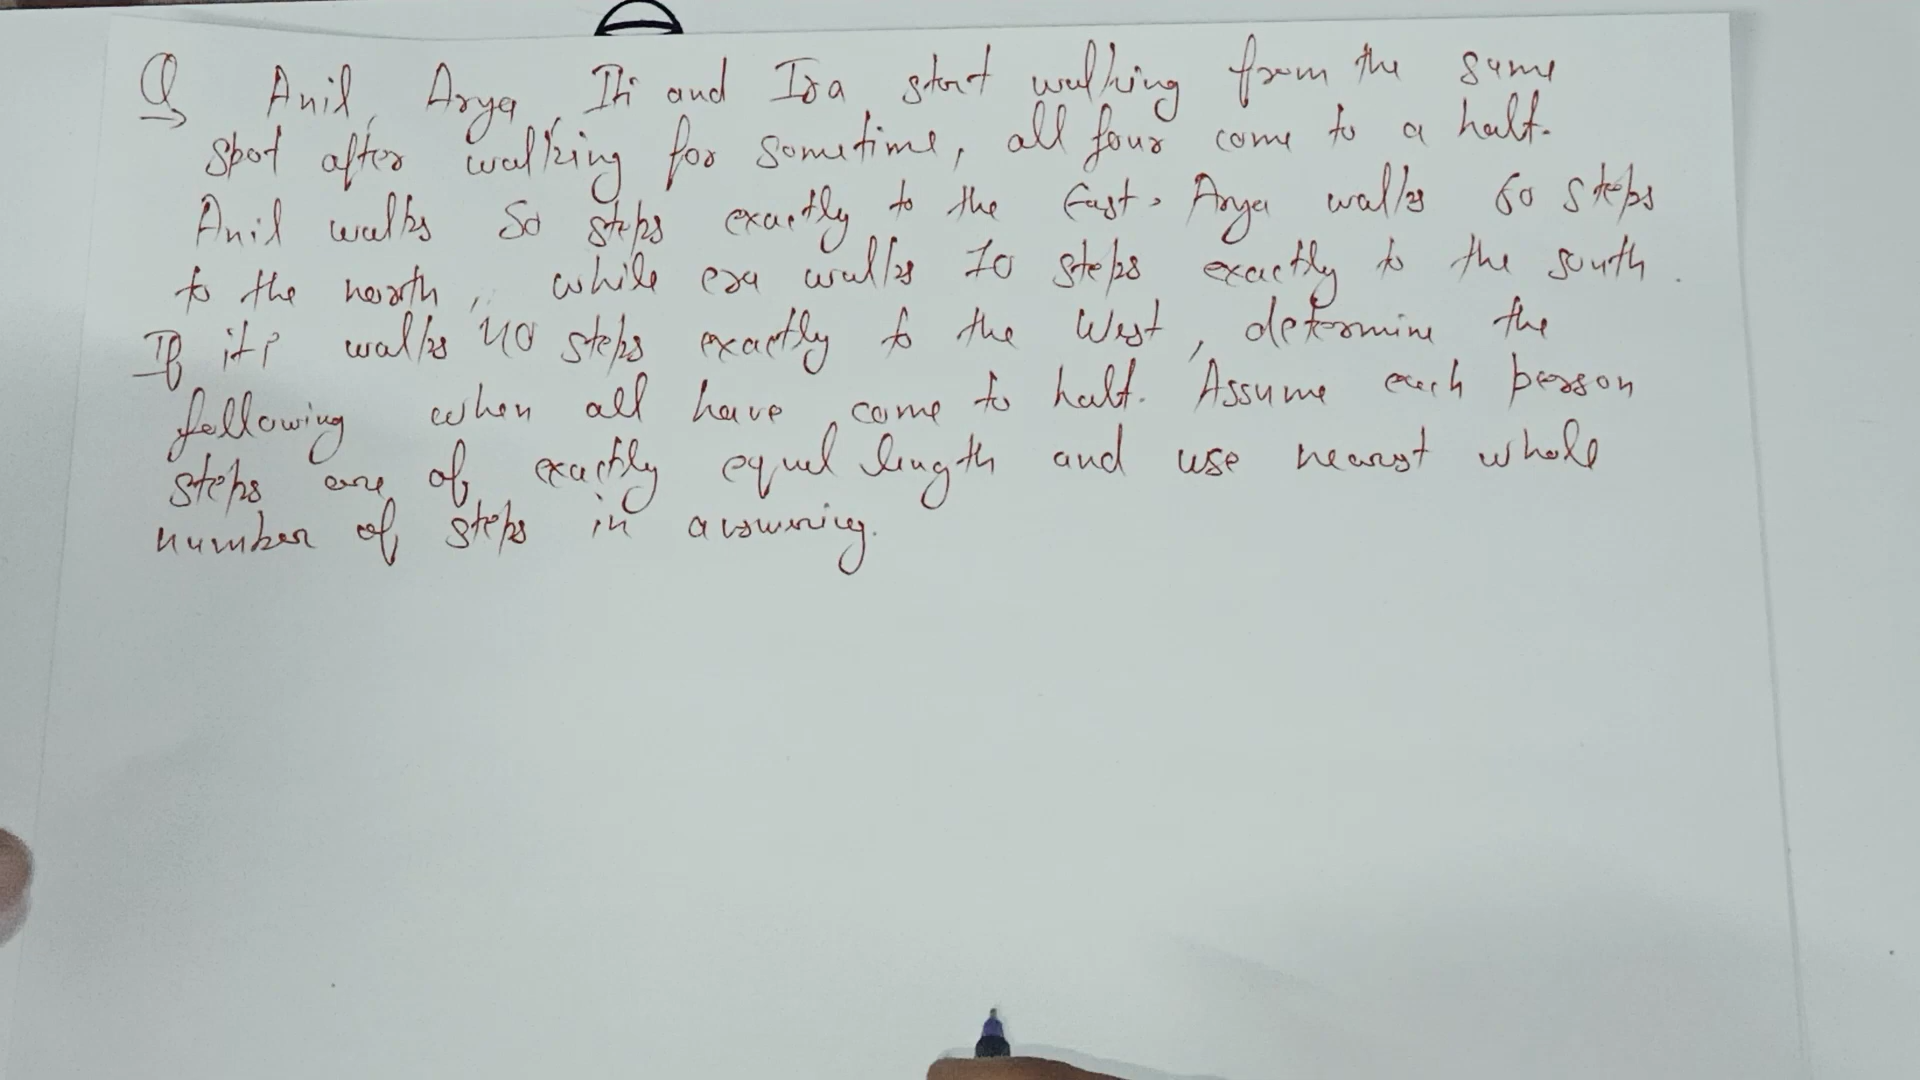 Q Anil, Arya, Iti and Ira start walking from the same
spot after walking for sometime, all four come to a halt.
Anil walks 50 steps exactly to the East, Arya walks 60 steps
to the north, while era walks 70 steps exactly to the south.
If iti walks 40 steps exactly to the West, determine the
following when all have come to halt. Assume each person
steps are of exactly equal length and use nearest whole
number of steps in answering.